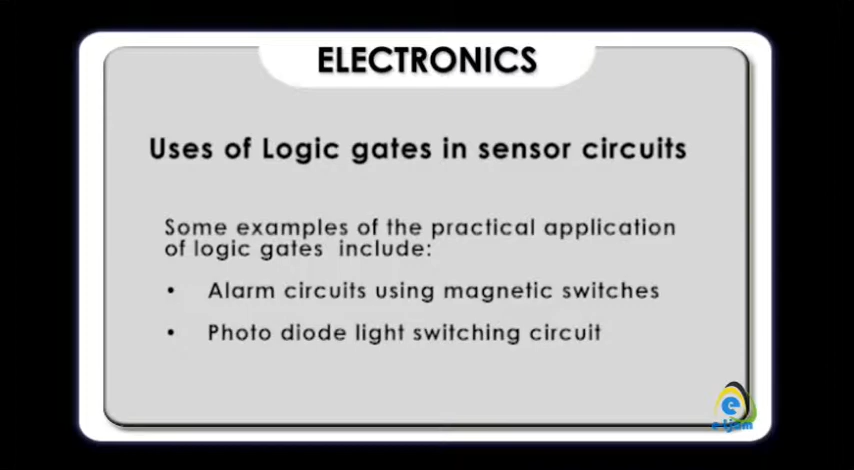 ELECTRONICS
Uses of Logic gates in sensor circuits
Some examples of the practical application
of logic gates include:
• Alarm circuits using magnetic switches
• Photo diode light switching circuit
e
e-ljam